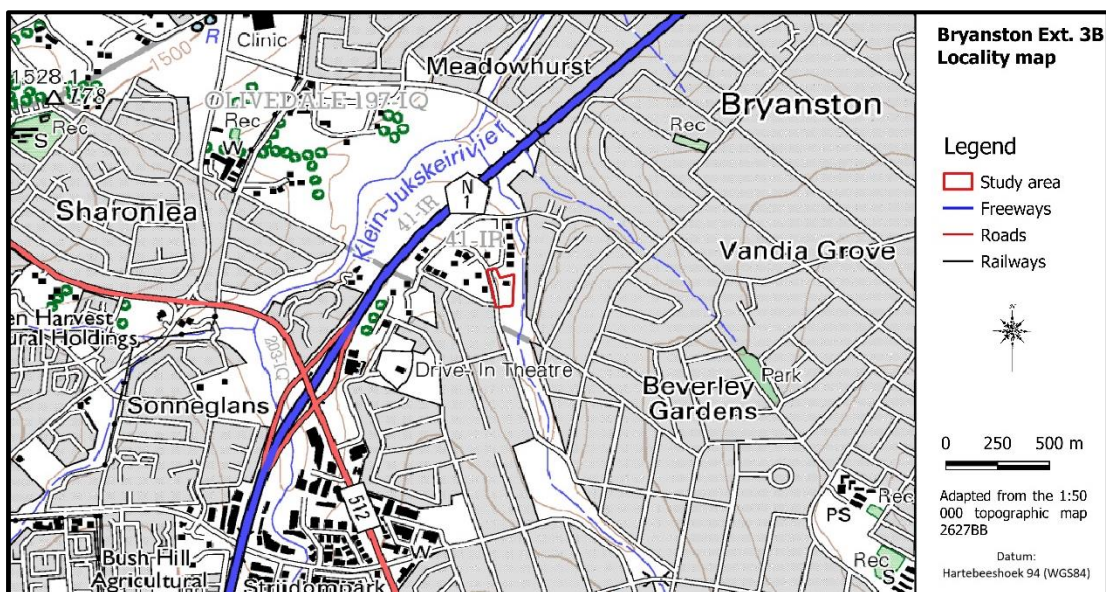 Clinic
R
1500
Meadowhurst
1528.1
178
OLIVEDALE 197-IQ
Rec
S
Rec
W
Bryanston
Rec
Klein-Jukskeirivier
N
1
41-IR
41-IR
Sharonlea
Vandia Grove
en Harvest
ural Holdings
203-IQ
Drive- In Theatre
Sonneglans
Beverley
Gardens
Park
512
W
PS
Rec
Rec
S
Bush Hill
Agricultural
Strijdompark
Bryanston Ext. 3B
Locality map
Legend
Study area
Freeways
Roads
Railways
0 250 500 m
Adapted from the 1:50
000 topographic map
2627BB
Datum:
Hartebeeshoek 94 (WGS84)